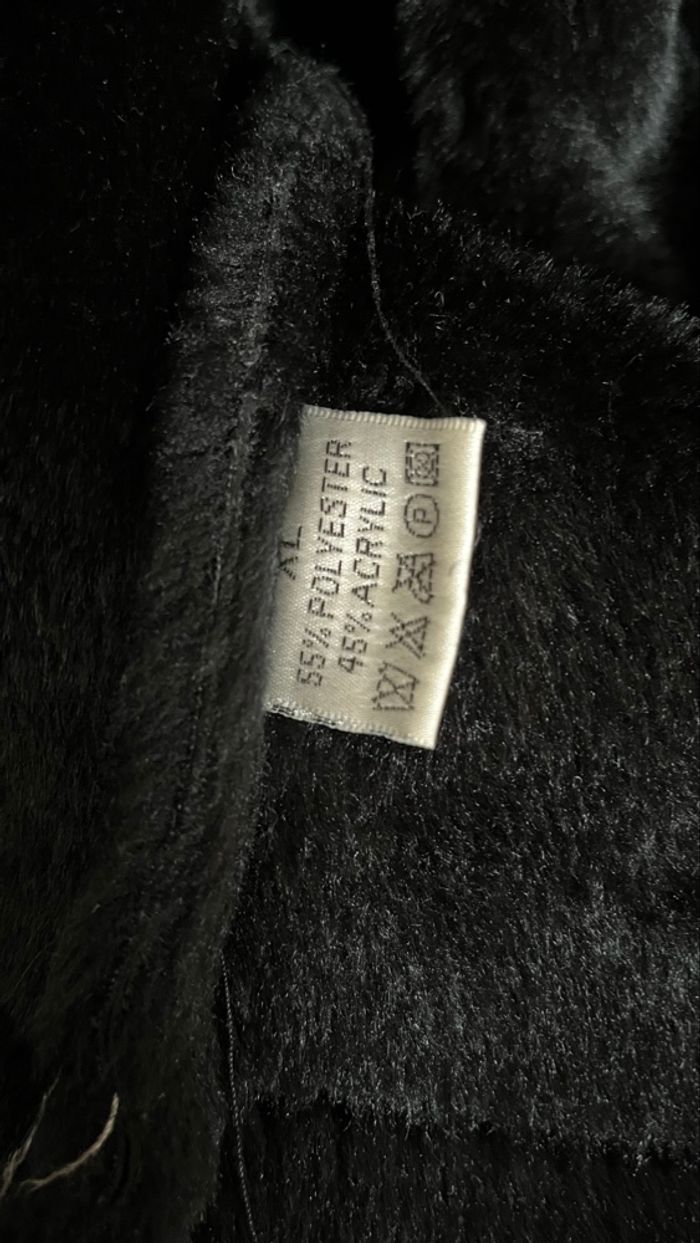 XL
55% POLYESTER
45% ACRYLIC
P